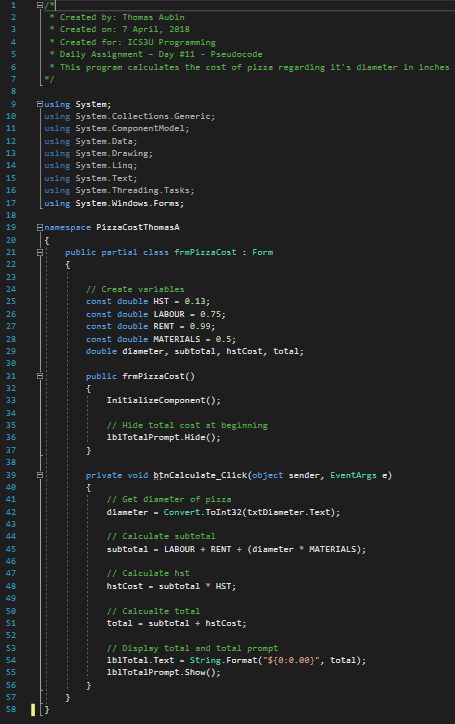 1 /*
2 * Created by: Thomas Aubin
3 * Created on: 7 April, 2018
4 * Created for: ICS3U Programming
5 * Daily Assignment – Day #11 - Pseudocode
6 * This program calculates the cost of pizza regarding it's diameter in inches
7 */
8
9 using System;
10 using System.Collections.Generic;
11 using System.ComponentModel;
12 using System.Data;
13 using System.Drawing;
14 using System.Linq;
15 using System.Text;
16 using System.Threading.Tasks;
17 using System.Windows.Forms;
18
19 namespace PizzaCostThomasA
20 {
21 public partial class frmPizzaCost : Form
22 {
23
24 // Create variables
25 const double HST = 0.13;
26 const double LABOUR = 0.75;
27 const double RENT = 0.99;
28 const double MATERIALS = 0.5;
29 double diameter, subtotal, hstCost, total;
30
31 public frmPizzaCost()
32 {
33 InitializeComponent();
34
35 // Hide total cost at beginning
36 lblTotalPrompt.Hide();
37 }
38
39 private void btnCalculate_Click(object sender, EventArgs e)
40 {
41 // Get diameter of pizza
42 diameter = Convert.ToInt32(txtDiameter.Text);
43
44 // Calculate subtotal
45 subtotal = LABOUR + RENT + (diameter * MATERIALS);
46
47 // Calculate hst
48 hstCost = subtotal * HST;
49
50 // Calcualte total
51 total = subtotal + hstCost;
52
53 // Display total and total prompt
54 lblTotal.Text = String.Format("${0:0.00}", total);
55 lblTotalPrompt.Show();
56 }
57 }
58 }